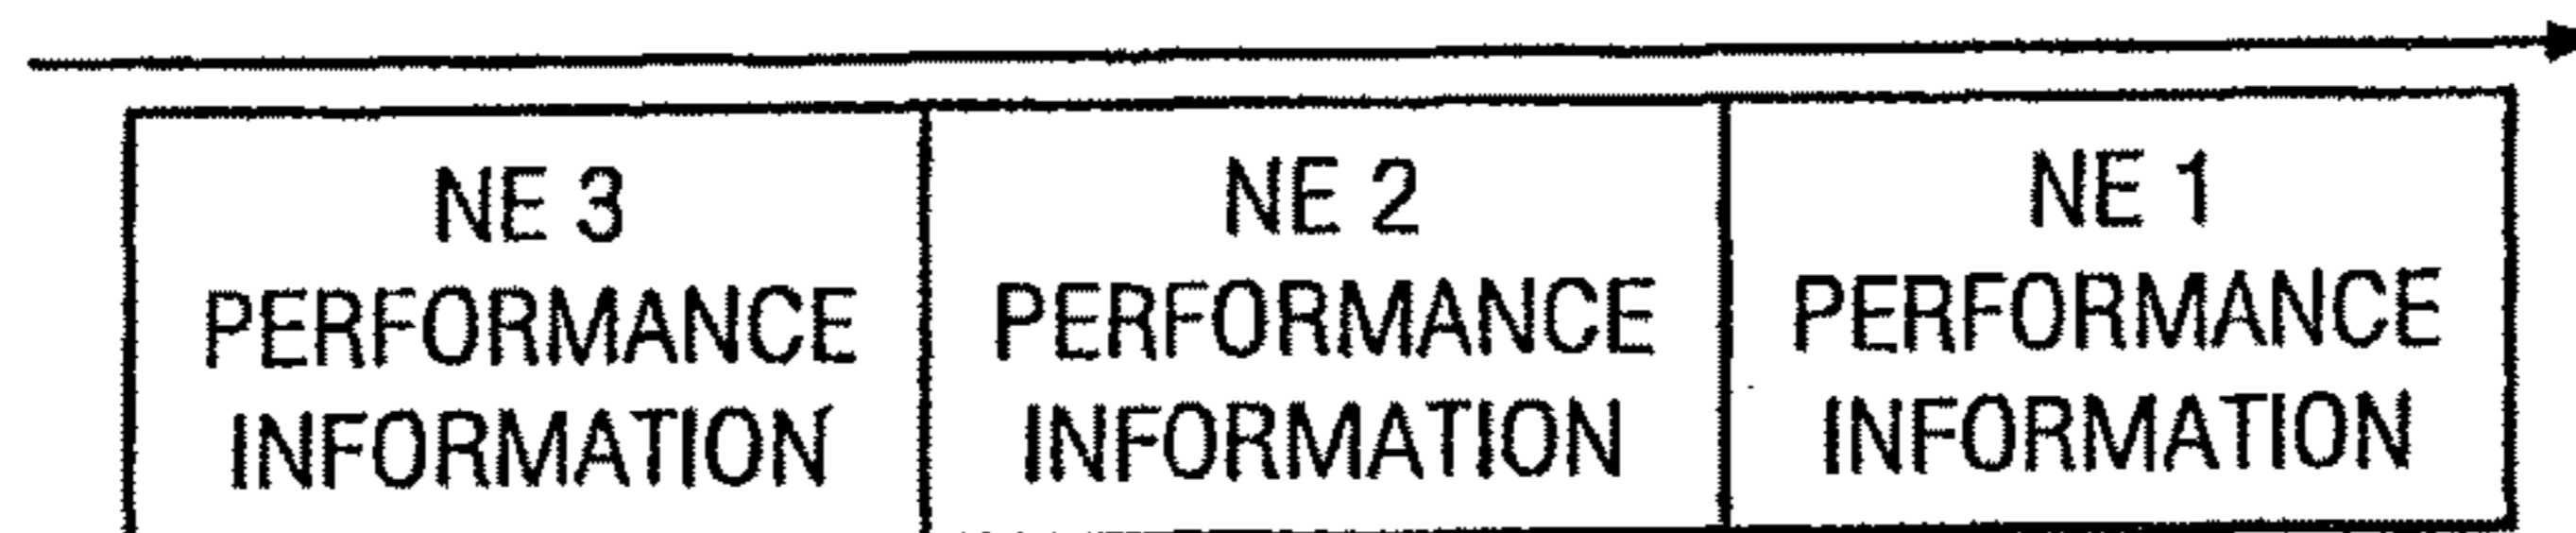 NE 3
PERFORMANCE
INFORMATION
NE 2
PERFORMANCE
INFORMATION
NE 1
PERFORMANCE
INFORMATION